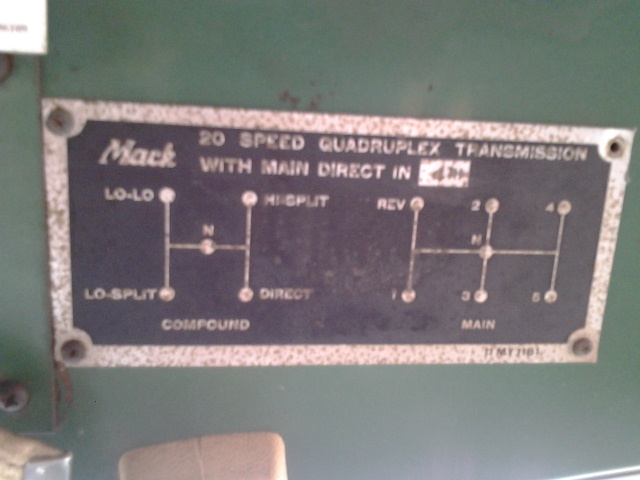 Mack
20 SPEED QUADRUPLEX TRANSMISSION
WITH MAIN DIRECT IN
LO-LO HI-SPLIT REV 2 4
N N
LO-SPLIT DIRECT 1 3 5
COMPOUND MAIN